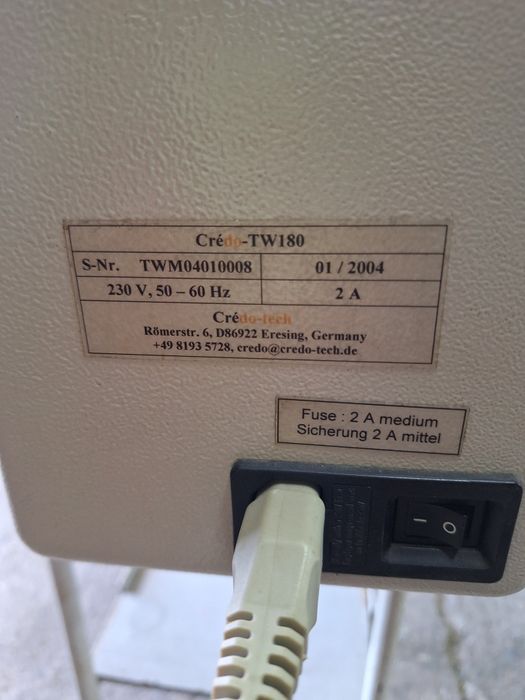 Crédo-TW180
S-Nr. TWM04010008 01 / 2004
230 V, 50 – 60 Hz 2 A
Crédo-tech
Römerstr. 6, D86922 Eresing, Germany
+49 8193 5728, credo@credo-tech.de
Fuse : 2 A medium
Sicherung 2 A mittel
I O